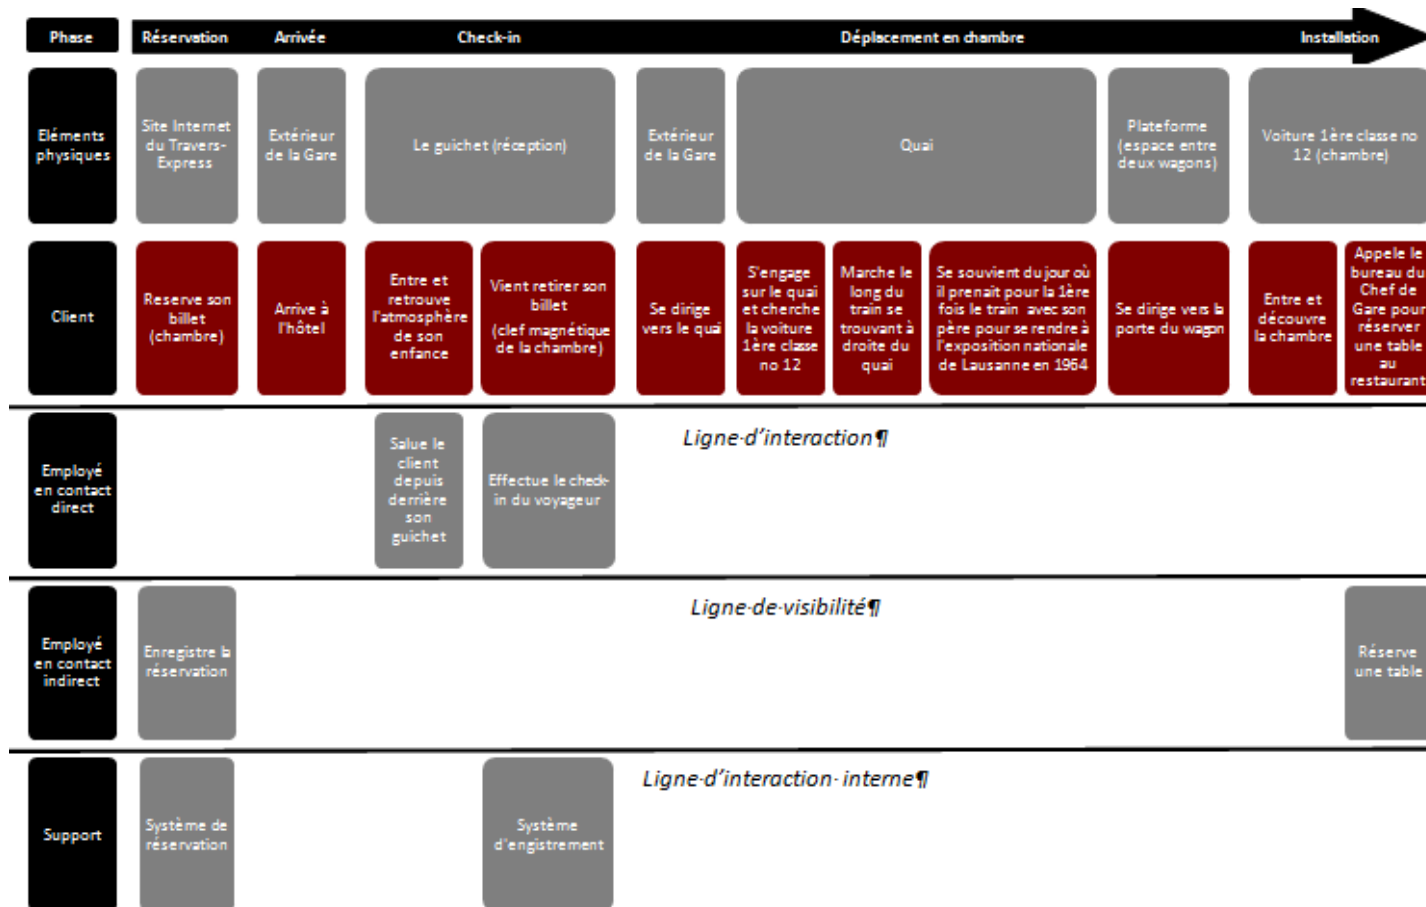 Phase
Réservation
Arrivée
Check-in
Déplacement en chambre
Installation
Eléments
physiques
Site Internet
du Travers-
Express
Extérieur
de la Gare
Le guichet (réception)
Extérieur
de la Gare
Quai
Plateforme
(espace entre
deux wagons)
Voiture 1ère classe no
12 (chambre)
Client
Reserve son
billet
(chambre)
Arrive à
l'hôtel
Entre et
retrouve
l'atmosphère
de son
enfance
Vient retirer son
billet
(clef magnétique
de la chambre)
Se dirige
vers le quai
S'engage
sur le quai
et cherche
la voiture
1ère classe
no 12
Marche le
long du
train se
trouvant à
droite du
quai
Se souvient du jour où
il prenait pour la 1ère
fois le train avec son
père pour se rendre à
l'exposition nationale
de Lausanne en 1964
Se dirige vers la
porte du wagon
Entre et
découvre
la chambre
Appele le
bureau du
Chef de
Gare pour
réserver
une table
au
restaurant
Ligne·d'interaction¶
Employé
en contact
direct
Salue le
client
depuis
derrière
son
guichet
Effectue le check-
in du voyageur
Ligne·de·visibilité¶
Employé
en contact
indirect
Enregistre la
réservation
Réserve
une table
Ligne·d'interaction·interne¶
Support
Système de
réservation
Système
d'engistrement